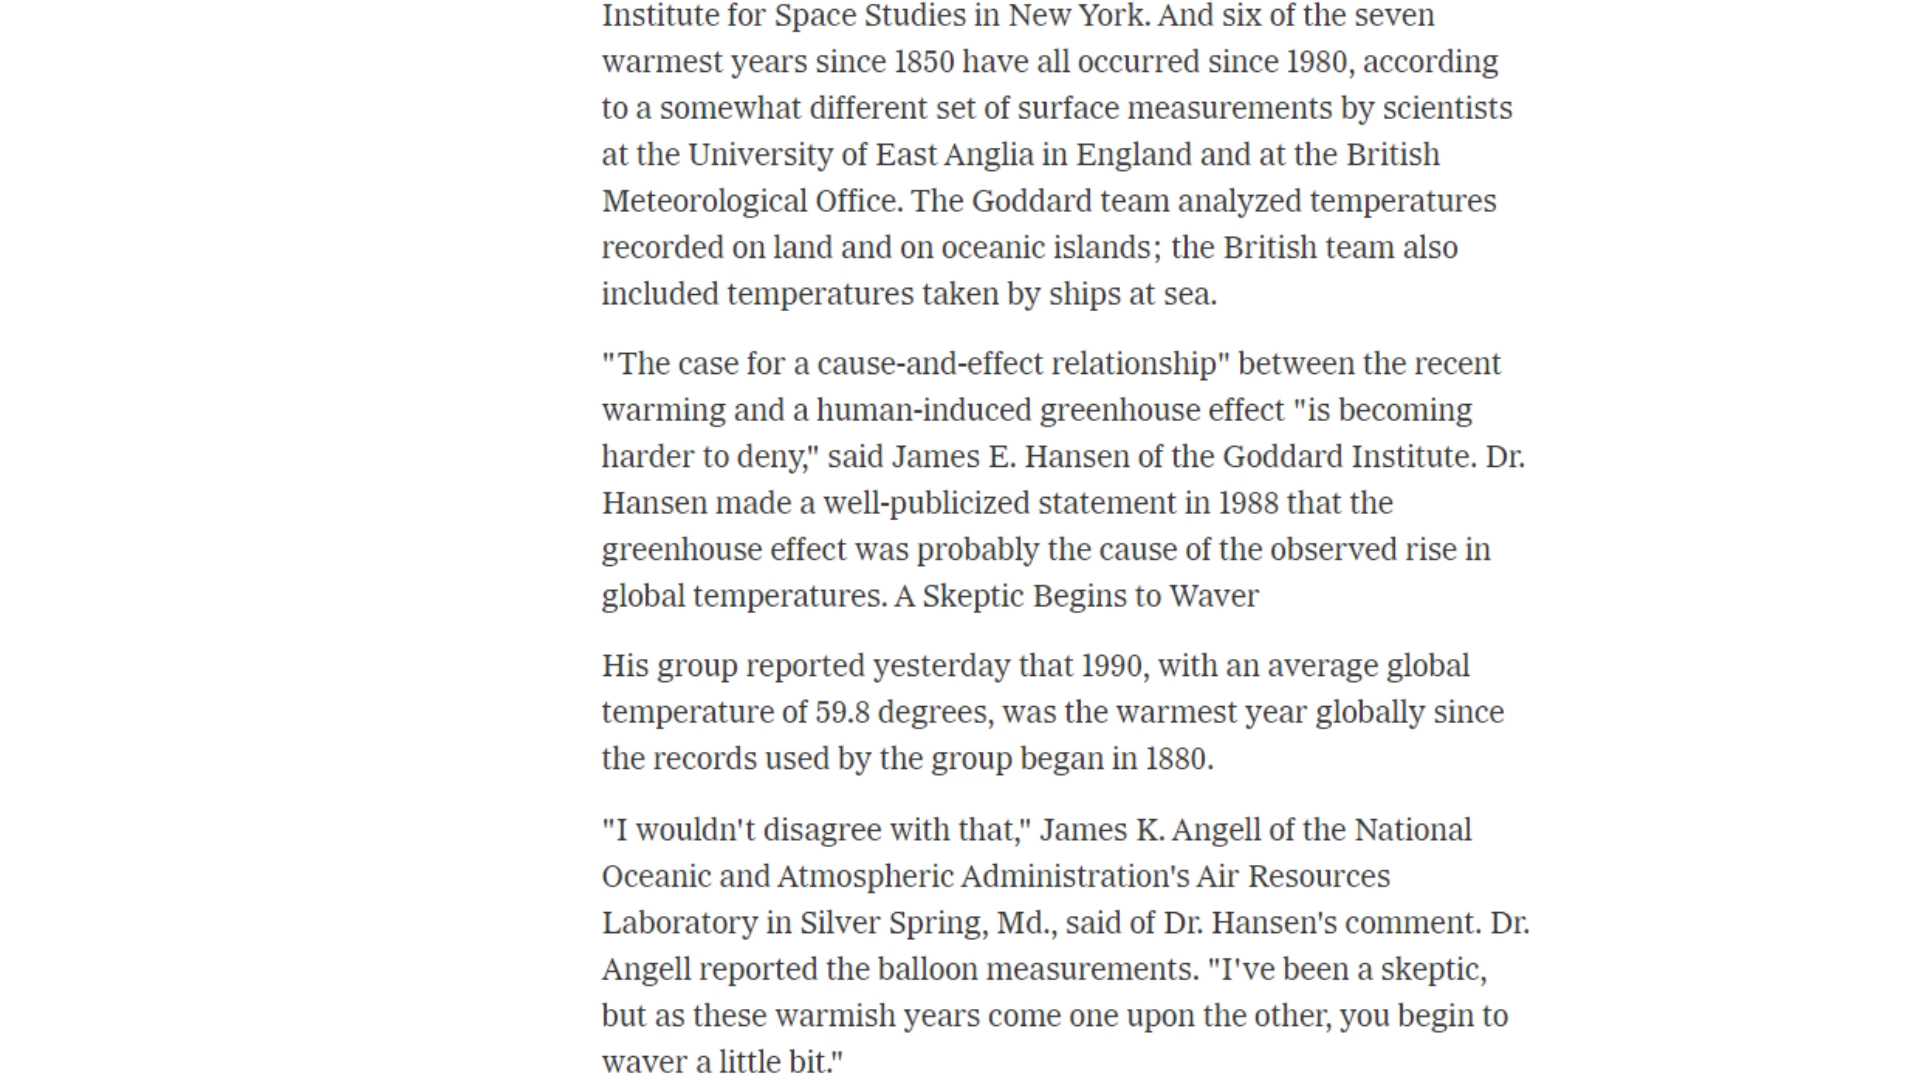 Institute for Space Studies in New York. And six of the seven
warmest years since 1850 have all occurred since 1980, according
to a somewhat different set of surface measurements by scientists
at the University of East Anglia in England and at the British
Meteorological Office. The Goddard team analyzed temperatures
recorded on land and on oceanic islands; the British team also
included temperatures taken by ships at sea.
"The case for a cause-and-effect relationship" between the recent
warming and a human-induced greenhouse effect "is becoming
harder to deny," said James E. Hansen of the Goddard Institute. Dr.
Hansen made a well-publicized statement in 1988 that the
greenhouse effect was probably the cause of the observed rise in
global temperatures. A Skeptic Begins to Waver
His group reported yesterday that 1990, with an average global
temperature of 59.8 degrees, was the warmest year globally since
the records used by the group began in 1880.
"I wouldn't disagree with that," James K. Angell of the National
Oceanic and Atmospheric Administration's Air Resources
Laboratory in Silver Spring, Md., said of Dr. Hansen's comment. Dr.
Angell reported the balloon measurements. "I've been a skeptic,
but as these warmish years come one upon the other, you begin to
waver a little bit."